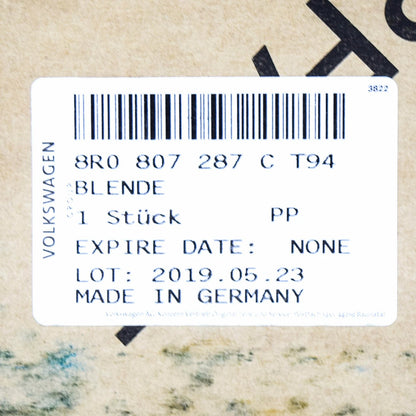 3822
8R0 807 287 C T94
BLENDE
1 Stück PP
EXPIRE DATE: NONE
LOT: 2019.05.23
MADE IN GERMANY
VOLKSWAGEN
GROUP